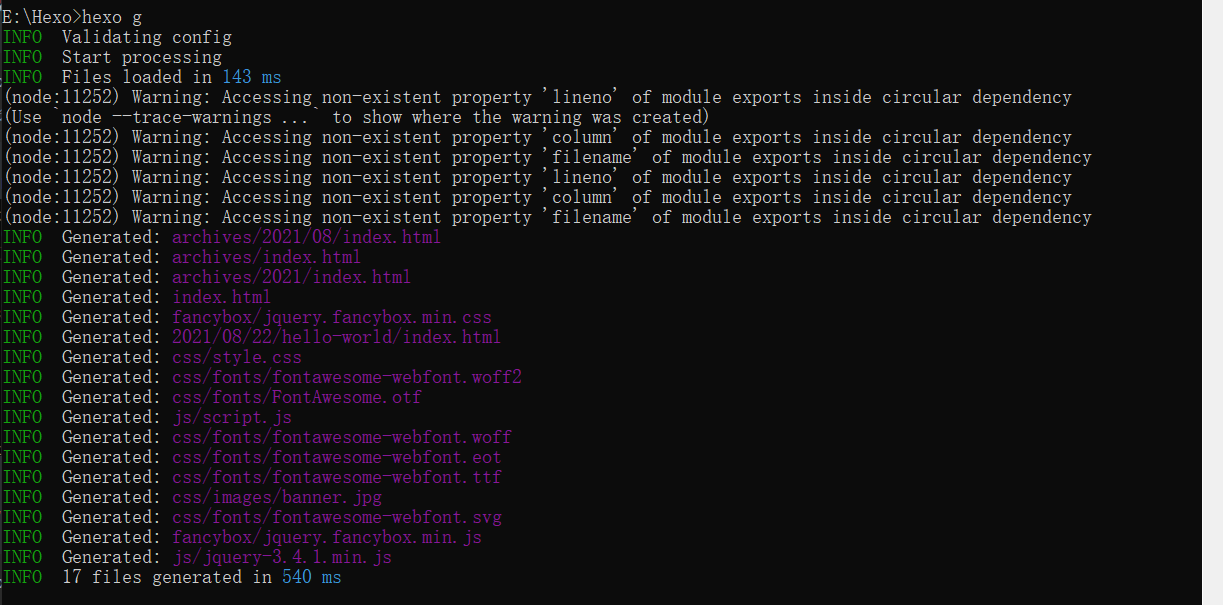 E:\Hexo>hexo g
INFO  Validating config
INFO  Start processing
INFO  Files loaded in 143 ms
(node:11252) Warning: Accessing non-existent property 'lineno' of module exports inside circular dependency
(Use `node --trace-warnings ...` to show where the warning was created)
(node:11252) Warning: Accessing non-existent property 'column' of module exports inside circular dependency
(node:11252) Warning: Accessing non-existent property 'filename' of module exports inside circular dependency
(node:11252) Warning: Accessing non-existent property 'lineno' of module exports inside circular dependency
(node:11252) Warning: Accessing non-existent property 'column' of module exports inside circular dependency
(node:11252) Warning: Accessing non-existent property 'filename' of module exports inside circular dependency
INFO  Generated: archives/2021/08/index.html
INFO  Generated: archives/index.html
INFO  Generated: archives/2021/index.html
INFO  Generated: index.html
INFO  Generated: fancybox/jquery.fancybox.min.css
INFO  Generated: 2021/08/22/hello-world/index.html
INFO  Generated: css/style.css
INFO  Generated: css/fonts/fontawesome-webfont.woff2
INFO  Generated: css/fonts/FontAwesome.otf
INFO  Generated: js/script.js
INFO  Generated: css/fonts/fontawesome-webfont.woff
INFO  Generated: css/fonts/fontawesome-webfont.eot
INFO  Generated: css/fonts/fontawesome-webfont.ttf
INFO  Generated: css/images/banner.jpg
INFO  Generated: css/fonts/fontawesome-webfont.svg
INFO  Generated: fancybox/jquery.fancybox.min.js
INFO  Generated: js/jquery-3.4.1.min.js
INFO  17 files generated in 540 ms